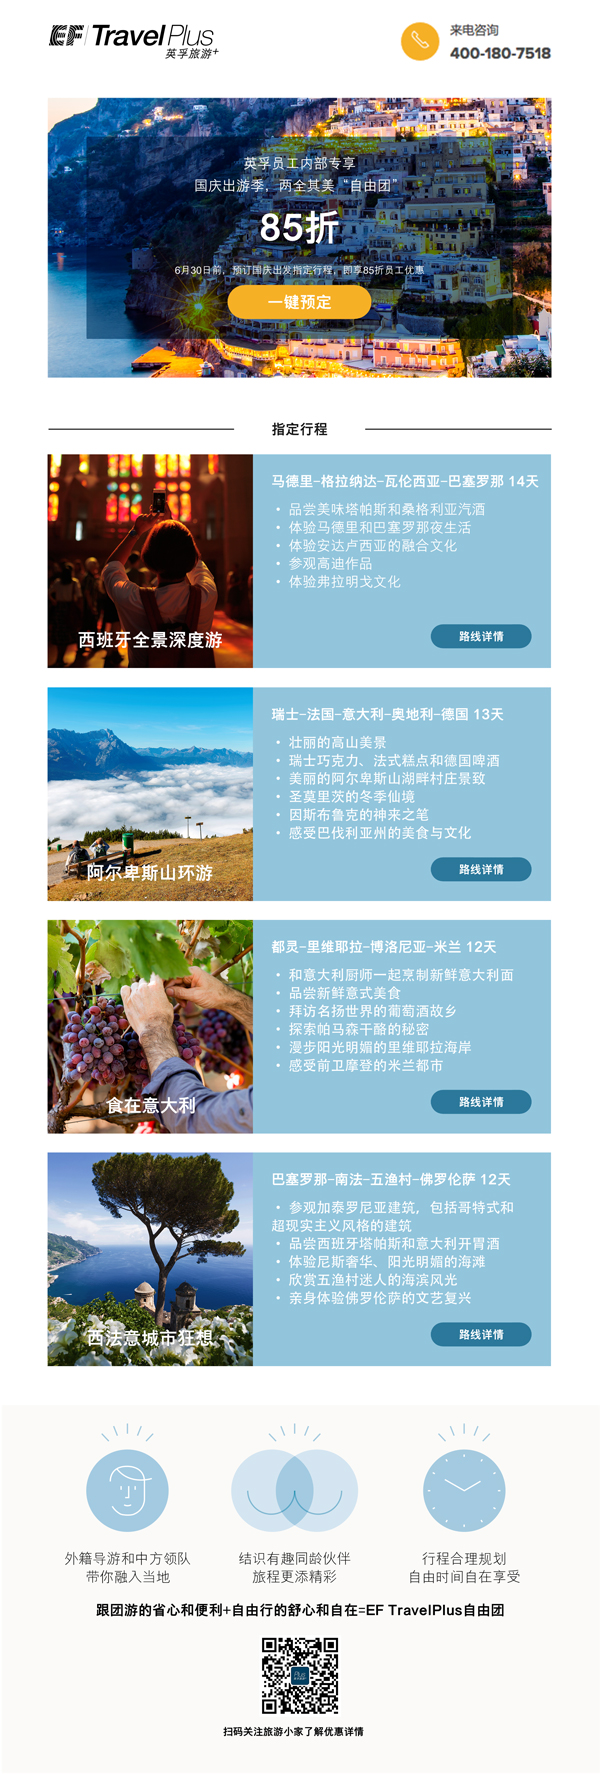 EF TravelPlus
英孚旅游+
来电咨询
400-180-7518
英孚员工内部专享
国庆出游季，两全其美“自由团”
85折
6月30日前，预订国庆出发指定行程，即享85折员工优惠
一键预定
指定行程
西班牙全景深度游
马德里-格拉纳达-瓦伦西亚-巴塞罗那 14天
• 品尝美味塔帕斯和桑格利亚汽酒
• 体验马德里和巴塞罗那夜生活
• 体验安达卢西亚的融合文化
• 参观高迪作品
• 体验弗拉明戈文化
路线详情
阿尔卑斯山环游
瑞士-法国-意大利-奥地利-德国 13天
• 壮丽的高山美景
• 瑞士巧克力、法式糕点和德国啤酒
• 美丽的阿尔卑斯山湖畔村庄景致
• 圣莫里茨的冬季仙境
• 因斯布鲁克的神来之笔
• 感受巴伐利亚州的美食与文化
路线详情
食在意大利
都灵-里维耶拉-博洛尼亚-米兰 12天
• 和意大利厨师一起烹制新鲜意大利面
• 品尝新鲜意式美食
• 拜访名扬世界的葡萄酒故乡
• 探索帕马森干酪的秘密
• 漫步阳光明媚的里维耶拉海岸
• 感受前卫摩登的米兰都市
路线详情
西法意城市狂想
巴塞罗那-南法-五渔村-佛罗伦萨 12天
• 参观加泰罗尼亚建筑，包括哥特式和
超现实主义风格的建筑
• 品尝西班牙塔帕斯和意大利开胃酒
• 体验尼斯奢华、阳光明媚的海滩
• 欣赏五渔村迷人的海滨风光
• 亲身体验佛罗伦萨的文艺复兴
路线详情
外籍导游和中方领队
带你融入当地
结识有趣同龄伙伴
旅程更添精彩
行程合理规划
自由时间自在享受
跟团游的省心和便利+自由行的舒心和自在=EF TravelPlus自由团
Plus
扫码关注旅游小家了解优惠详情